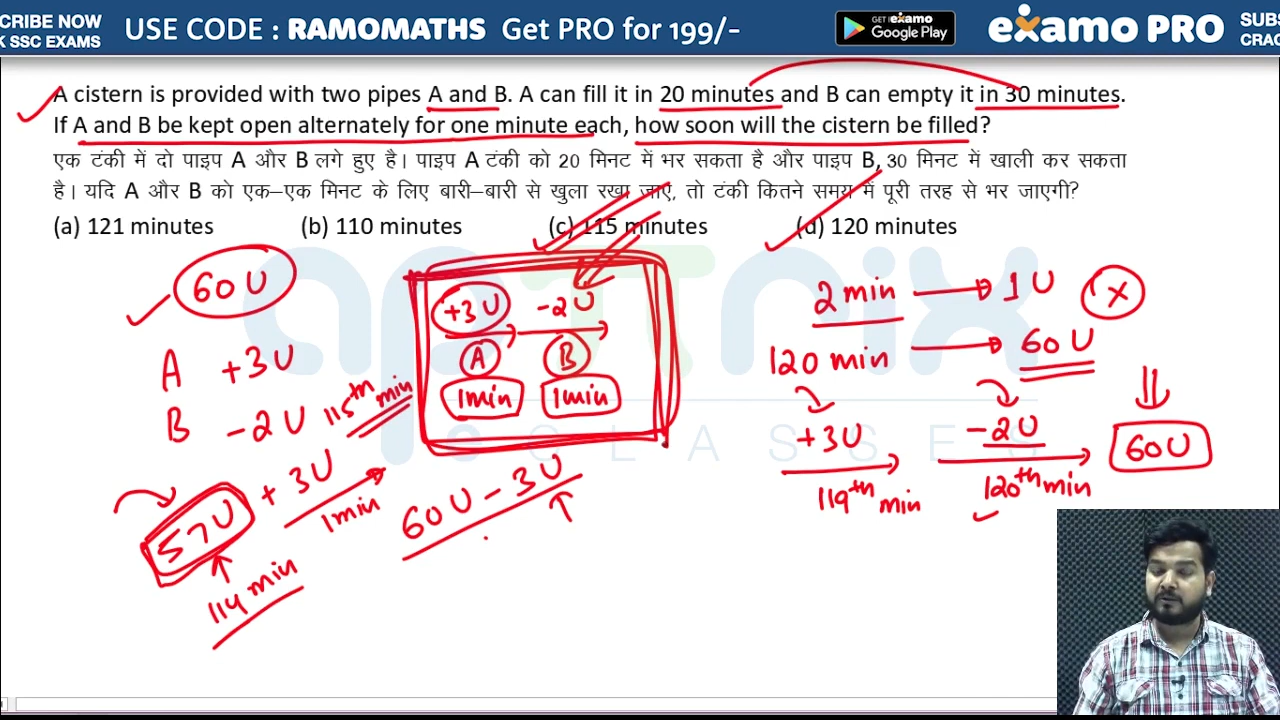 CRIBE NOW
K SSC EXAMS
USE CODE : RAMOMATHS Get PRO for 199/-
GET IT ON examo
Google Play
examo PRO
SUBS
CRAC
A cistern is provided with two pipes A and B. A can fill it in 20 minutes and B can empty it in 30 minutes.
If A and B be kept open alternately for one minute each, how soon will the cistern be filled?
एक टंकी में दो पाइप A और B लगे हुए है। पाइप A टंकी को 20 मिनट में भर सकता है और पाइप B, 30 मिनट में खाली कर सकता
है। यदि A और B को एक–एक मिनट के लिए बारी–बारी से खुला रखा जाए, तो टंकी कितने समय में पूरी तरह से भर जाएगी?
(a) 121 minutes (b) 110 minutes (c) 115 minutes (d) 120 minutes
60U
A +3U
B -2U
115th min
+3U -2U
A B
1min 1min
57U + 3U
1min
114 min
60U - 3U
2 min → 1U
x
120 min → 60U
+3U -2U 60U
119th min 120th min
apttrix
CLASSES